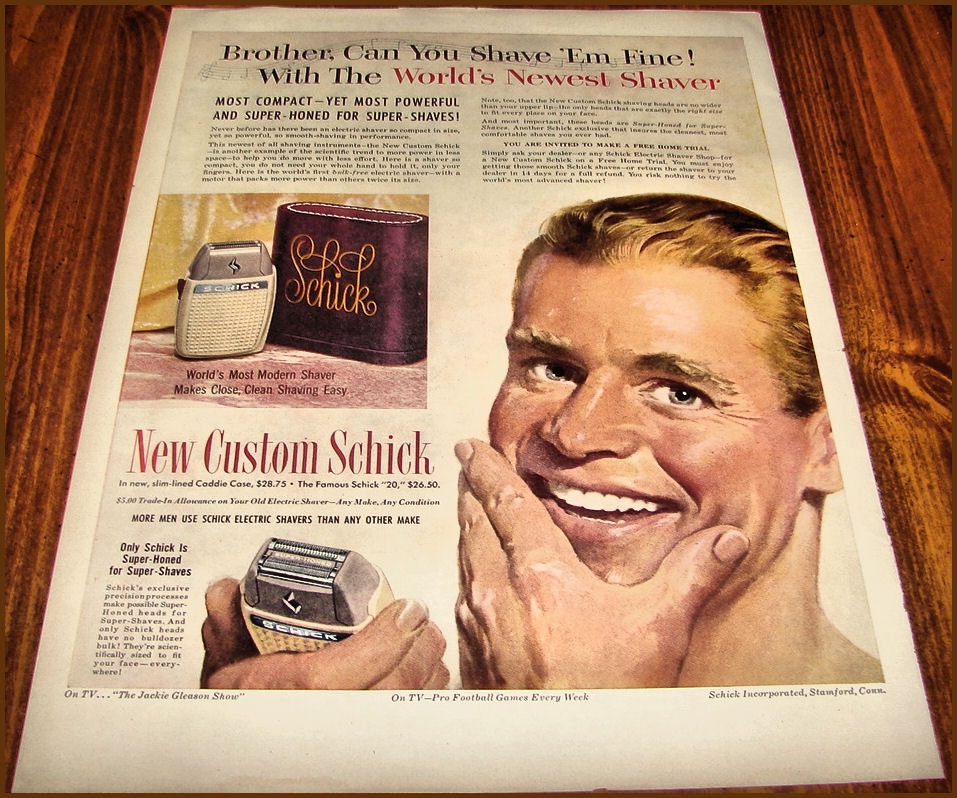 Brother, Can You Shave 'Em Fine!
With The World's Newest Shaver
MOST COMPACT—YET MOST POWERFUL
AND SUPER-HONED FOR SUPER-SHAVES!
Never before has there been an electric shaver so compact in size,
yet so powerful, so smooth-shaving in performance.
This newest of all shaving instruments—the New Custom Schick
—is another example of the scientific trend to more power in less
space—to help you do more with less effort. Here is a shaver so
compact, you do not need your whole hand to hold it, only your
fingers. Here is the world's first bulk-free electric shaver—with a
motor that packs more power than others twice its size.
Note, too, that the New Custom Schick shaving heads are no wider
than your upper lip—the only heads that are exactly the right size
to fit every place on your face.
And most important, these heads are Super-Honed for Super-
Shaves. Another Schick exclusive that insures the cleanest, most
comfortable shaves you ever had.
YOU ARE INVITED TO MAKE A FREE HOME TRIAL
Simply ask your dealer—or any Schick Electric Shaver Shop—for
a New Custom Schick on a Free Home Trial. You must enjoy
getting those smooth Schick shaves—or return the shaver to your
dealer in 14 days for a full refund. You risk nothing to try the
world's most advanced shaver!
Schick
SCHICK
World's Most Modern Shaver
Makes Close, Clean Shaving Easy
New Custom Schick
In new, slim-lined Caddie Case, $28.75 • The Famous Schick "20," $26.50.
$5.00 Trade-In Allowance on Your Old Electric Shaver—Any Make, Any Condition
MORE MEN USE SCHICK ELECTRIC SHAVERS THAN ANY OTHER MAKE
Only Schick Is
Super-Honed
for Super-Shaves
Schick's exclusive
precision processes
make possible Super-
Honed heads for
Super-Shaves. And
only Schick heads
have no bulldozer
bulk! They're scien-
tifically sized to fit
your face—every-
where!
SUPER-HONED
SCHICK
On TV... "The Jackie Gleason Show"
On TV—Pro Football Games Every Week
Schick Incorporated, Stamford, Conn.